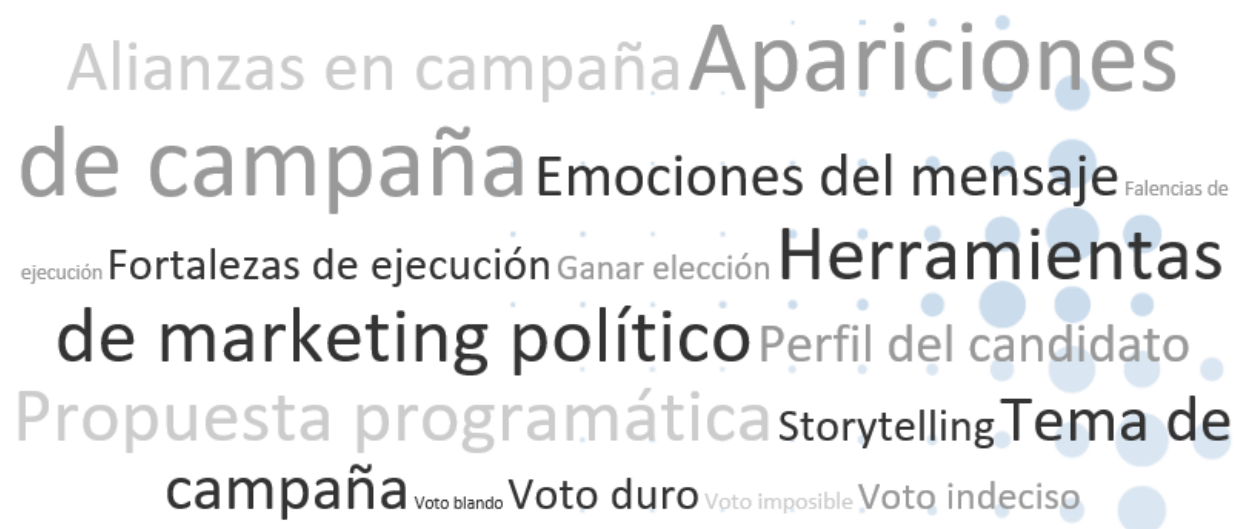 Alianzas en campaña Apariciones
de campaña Emociones del mensaje Falencias de
ejecución Fortalezas de ejecución Ganar elección Herramientas
de marketing político Perfil del candidato
Propuesta programática Storytelling Tema de
campaña Voto blando Voto duro Voto imposible Voto indeciso